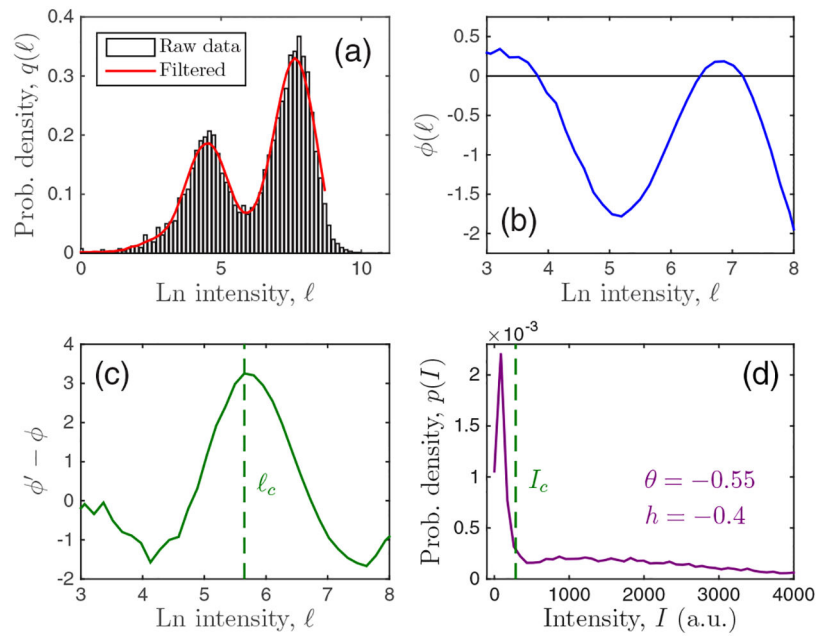 (a)
Raw data
Filtered
Prob. density, q(ℓ)
0.4
0.3
0.2
0.1
0
0 5 10
Ln intensity, ℓ
(b)
ϕ(ℓ)
0.5
0
-0.5
-1
-1.5
-2
3 4 5 6 7 8
Ln intensity, ℓ
(c)
ϕ′ − ϕ
4
3
2
1
0
-1
-2
ℓc
3 4 5 6 7 8
Ln intensity, ℓ
× 10⁻³
(d)
Prob. density, p(I)
2
1.5
1
0.5
0
Ic
θ = −0.55
h = −0.4
0 1000 2000 3000 4000
Intensity, I (a.u.)